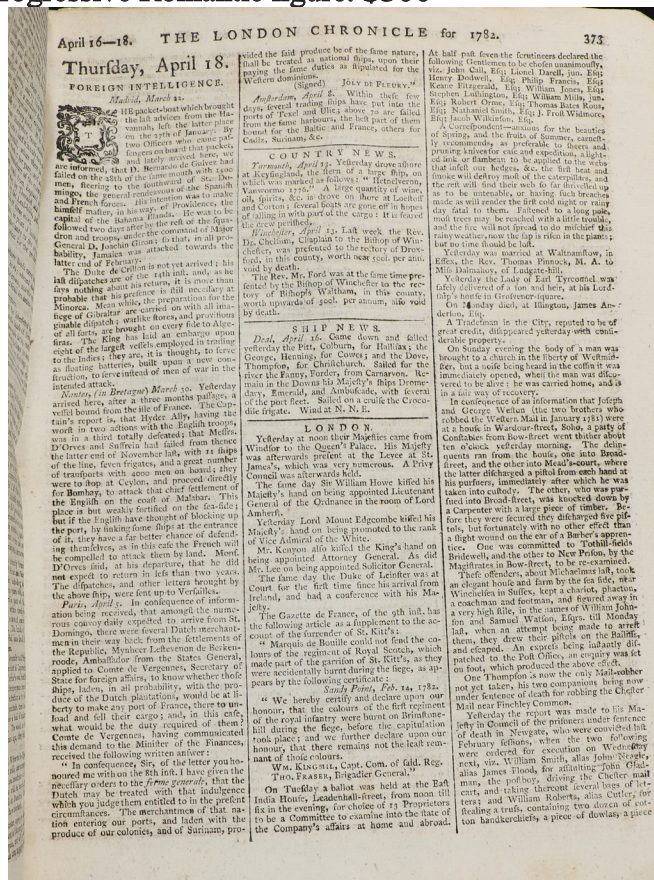 gressive Romantic figure. $300
April 16—18.
THE LONDON CHRONICLE for 1782.
373
Thurſday, April 18.
FOREIGN INTELLIGENCE.
Madrid, March 22.
THE packet-boat which brought
the laſt advices from the Ha-
vannah, left the latter place
on the 17th of January. By
two Officers who came paſ-
ſengers on board that packet,
and lately arrived here, we
are informed, that D. Bernardo de Galvez had
ſailed on the 28th of the ſame month with 1500
men, ſteering to the weſtward of St. Do-
mingo, the general rendezvous of the Spaniſh
and French forces. His intention was to make
himſelf maſter, in his way, of Providence, the
capital of the Bahama Iſlands. He was to be
followed two days after by the reſt of the ſqua-
dron and troops, under the command of Major
General D. Joachin Giron; ſo that, in all pro-
bability, Jamaica was attacked towards the
latter end of February.
The Duke de Crillon is not yet arrived; his
laſt diſpatches are of the 14th inſt. and, as he
ſays nothing about his return, it is more than
probable that his preſence is ſtill neceſſary at
Minorca. Mean while, the preparations for the
ſiege of Gibraltar are carried on with all ima-
ginable diſpatch; warlike ſtores, and proviſions
of all ſorts, are brought on every ſide to Alge-
ſiras. The King has laid an embargo upon
eight of the largeſt veſſels employed in trading
to the Indies; they are, it is thought, to ſerve
as floating batteries, built upon a new con-
ſtruction, to ſerve inſtead of men of war in the
intended attack.
Nantes, (in Bretagne) March 30. Yeſterday
arrived here, after a three months paſſage, a
veſſel bound from the iſle of France. The Cap-
tain's report is, that Hyder Ally, having the
worſt in two actions with the Engliſh troops,
was in a third totally defeated; that Meſſrs.
D'Orves and Suffrein had ſailed from thence
the latter end of November laſt, with 11 ſhips
of the line, ſeven frigates, and a great number
of tranſports with 4000 men on board; they
were to ſtop at Ceylon, and proceed directly
for Bombay, to attack that chief ſettlement of
the Engliſh on the coaſt of Malabar. This
place is but weakly fortified on the ſea-ſide;
but if the Engliſh have thought of blocking up
the port, by ſinking ſome ſhips at the entrance
of it, they have a far better chance of defend-
ing themſelves, as in this caſe the French will
be compelled to attack them by land. Monſ.
D'Orves ſaid, at his departure, that he did
not expect to return in leſs than two years.
The diſpatches, and other letters brought by
the above ſhip, were ſent up to Verſailles.
Paris, April 5. In conſequence of inform-
ation being received, that amongſt the nume-
rous convoy daily expected to arrive from St.
Domingo, there were ſeveral Dutch merchant-
men in their way back from the ſettlements of
the Republic, Mynheer Leſtevenon de Berken-
roode, Ambaſſador from the States General,
applied to Comte de Vergennes, Secretary of
State for foreign affairs, to know whether thoſe
ſhips, laden, in all probability, with the pro-
duce of the Dutch plantations, would be at li-
berty to make any port of France, there to un-
load and ſell their cargo; and, in this caſe,
what would be the duty required of them?
Comte de Vergennes, having communicated
this demand to the Miniſter of the Finances,
received the following written anſwer:
“ In conſequence, Sir, of the letter you ho-
noured me with on the 8th inſt. I have given the
neceſſary orders to the ferme generale, that the
Dutch may be treated with that indulgence
which you judge them entitled to in the preſent
circumſtances. The merchantmen of that na-
tion entering our ports, and laden with the
produce of our colonies, and of Surinam, pro-
vided the ſaid produce be of the ſame nature,
ſhall be treated as national ſhips, upon their
paying the ſame duties as ſtipulated for the
Weſtern dominions.
(Signed) JOLY DE FLEURY.”
Amſterdam, April 8. Within theſe few
days, ſeveral trading ſhips have put into the
ports of Texel and Ulie; above 70 are ſailed
from the ſame harbours, the beſt part of them
bound for the Baltic and France, others for
Cadiz, Surinam, &c.
COUNTRY NEWS.
Yarmouth, April 15. Yeſterday drove aſhore
at Keyſingland, the ſtern of a large ſhip, on
which was marked as follows:
A large quantity of wine,
oil, ſpirits, &c. is drove on ſhore at Loeſtoff
and Corton; ſeveral boats are gone off in hopes
of falling in with part of the cargo: It is feared
the crew periſhed.
Wincheſter, April 13. Laſt week the Rev.
Dr. Chelſum, Chaplain to the Biſhop of Win-
cheſter, was preſented to the rectory of Drox-
ford, in this county, worth near 500l. per ann.
void by death.
The Rev. Mr. Ford was at the ſame time pre-
ſented by the Biſhop of Wincheſter to the rec-
tory of Biſhop's Waltham, in this county,
worth upwards of 300l. per annum, alſo void
by death.
SHIP NEWS.
Deal, April 16. Came down and ſailed
yeſterday the Pitt, Colburn, for Halifax; the
George, Henning, for Cowes; and the Dove,
Thompſon, for Chriſtchurch. Sailed for the
river the Fanny, Forder, from Carnarvon. Re-
main in the Downs his Majeſty's ſhips Drome-
dary, Emerald, and Ambuſcade, with ſeveral
of the port fleet. Sailed on a cruiſe the Croco-
dile frigate. Wind at N. N. E.
LONDON.
Yeſterday at noon their Majeſties came from
Windſor to the Queen's Palace. His Majeſty
was afterwards preſent at the Levee at St.
James's, which was very numerous. A Privy
Council was afterwards held.
The ſame day Sir William Howe kiſſed his
Majeſty's hand on being appointed Lieutenant
General of the Ordnance in the room of Lord
Amherſt.
Yeſterday Lord Mount Edgcombe kiſſed his
Majeſty's hand on being promoted to the rank
of Vice Admiral of the White.
Mr. Kenyon alſo kiſſed the King's hand on
being appointed Attorney General. As did
Mr. Lee on being appointed Solicitor General.
The ſame day the Duke of Leinſter was at
Court for the firſt time ſince his arrival from
Ireland, and had a conference with his Ma-
jeſty.
The Gazette de France, of the 9th inſt. has
the following article as a ſupplement to the ac-
count of the ſurrender of St. Kitt's:
“ Marquis de Bouille could not ſend the co-
lours of the regiment of Royal Scotch, which
made part of the garriſon of St. Kitt's, as they
were accidentally burnt during the ſiege, as ap-
pears by the following certificate:
Sandy Point, Feb. 14, 1782.
“ We hereby certify and declare upon our
honour, that the colours of the firſt regiment
of the royal infantry were burnt on Brimſtone-
hill during the ſiege, before the capitulation
took place; and we further declare upon our
honour, that there remains not the leaſt rem-
nant of thoſe colours.
WM. KINGHIL, Capt. Com. of ſaid. Reg.
THO. FRASER, Brigadier General.”
On Tueſday a ballot was held at the Eaſt
India Houſe, Leadenhall-ſtreet, from noon till
ſix in the evening, for choice of 15 Proprietors
to be a Committee to examine into the ſtate of
the Company's affairs at home and abroad.
At half paſt ſeven the ſcrutineers declared the
following Gentlemen to be choſen unanimouſly,
viz. John Call, Eſq; Lionel Darell, jun. Eſq;
Henry Dodwell, Eſq; Philip Francis, Eſq;
Keane Fitzgerald, Eſq; William Jones, Eſq;
Stephen Luſhington, Eſq; William Mills, jun.
Eſq; Robert Orme, Eſq; Thomas Bates Rous,
Eſq; Nathaniel Smith, Eſq; J. Froſt Widmore,
Eſq; Jacob Wilkinſon, Eſq;
A Correſpondent—anxious for the beauties
of Spring, and the fruits of Summer, earneſt-
ly recommends, as preferable to ſheers and
pruning knives for eaſe and expedition, a light-
ed link or flambeau to be applied to the webs
that infeſt our hedges, &c. the firſt heat and
ſmoke will deſtroy moſt of the caterpillars, and
the reſt will find their web ſo far ſhrivelled up
as to be untenable, or having ſuch breaches
made as will render the firſt cold night or rainy
day fatal to them. Faſtened to a long pole,
moſt trees may be reached with a little trouble,
and the fire will not ſpread to do miſchief this
rainy weather, now the ſap is riſen in the plants;
but no time ſhould be loſt.
Yeſterday was married at Waltamſtow, in
Eſſex, the Rev. Thomas Pinnock, M. A. to
Miſs Dalmahoy, of Ludgate-hill.
Yeſterday the Lady of Earl Tyrconnel was
ſafely delivered of a ſon and heir, at his Lord-
ſhip's houſe in Groſvenor-ſquare.
On Monday died, at Iſlington, James An-
derſon, Eſq.
A Tradeſman in the City, reputed to be of
great credit, diſappeared yeſterday with conſi-
derable property.
On Sunday evening the body of a man was
brought to a church in the liberty of Weſtminſ-
ter, but a noiſe being heard in the coffin it was
immediately opened, when the man was diſco-
vered to be alive; he was carried home, and is
in a fair way of recovery.
In conſequence of an information that Joſeph
and George Weſton (the two brothers who
robbed the Weſtern Mail in January 1781) were
at a houſe in Wardour-ſtreet, Soho, a party of
Conſtables from Bow-ſtreet went thither about
ten o'clock yeſterday morning. The delin-
quents ran from the houſe, one into Broad-
ſtreet, and the other into Mead's-court, where
the latter diſcharged a piſtol from each hand at
his purſuers, immediately after which he was
taken into cuſtody. The other, who was pur-
ſued into Broad-ſtreet, was knocked down by
a Carpenter with a large piece of timber. Be-
fore they were ſecured they diſcharged five piſ-
tols, but fortunately with no other effect than
a ſlight wound on the ear of a Barber's appren-
tice. One was committed to Tothill-fields
Bridewell, and the other to New Priſon, by the
Magiſtrates in Bow-ſtreet, to be re-examined.
Theſe offenders, about Michaelmas laſt, took
an elegant houſe and farm by the ſea ſide, near
Winchelſea in Suſſex, kept a chariot, phaeton,
a coachman and footman, and figured away in
a very high ſtile, in the names of William John-
ſon and Samuel Watſon, Eſqrs. till Monday
laſt, when an attempt being made to arreſt
them, they drew their piſtols on the Bailiffs,
and eſcaped. An expreſs being inſtantly diſ-
patched to the Poſt Office, an enquiry was ſet
on foot, which produced the above effect.
One Thompſon is now the only Mail-robber
not yet taken, his two companions being now
under ſentence of death for robbing the Cheſter
Mail near Finchley Common.
Yeſterday the report was made to his Ma-
jeſty in Council of the priſoners under ſentence
of death in Newgate, who were convicted laſt
February ſeſſions, when the two following
were ordered for execution on Wedneſday
next, viz. William Smith, alias John Neagle,
alias James Flood, for aſſaulting John Glad-
man, the poſtboy, driving the Cheſter mail
cart, and taking thereout ſeveral bags of let-
ters; and William Roberts, alias Cutler, for
ſtealing a truſs, containing two dozen of cot-
ton handkerchiefs, a piece of dowlas, a piece